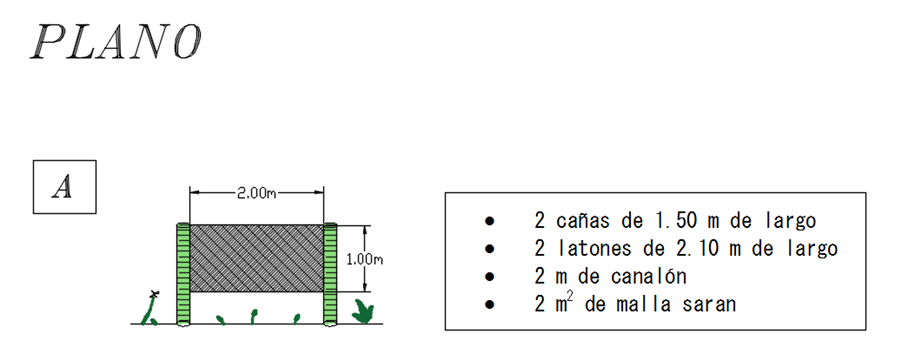 PLANO
A
2.00m
1.00m
• 2 cañas de 1.50 m de largo
• 2 latones de 2.10 m de largo
• 2 m de canalón
• 2 m² de malla saran